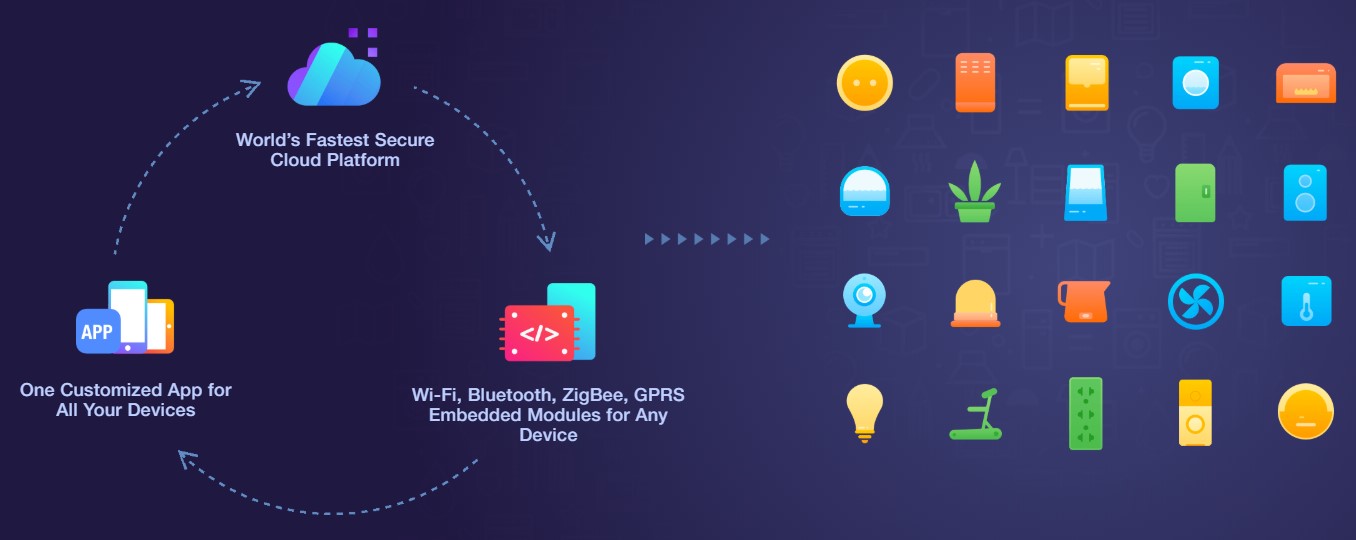 World’s Fastest Secure
Cloud Platform
APP
</>
One Customized App for
All Your Devices
Wi-Fi, Bluetooth, ZigBee, GPRS
Embedded Modules for Any
Device